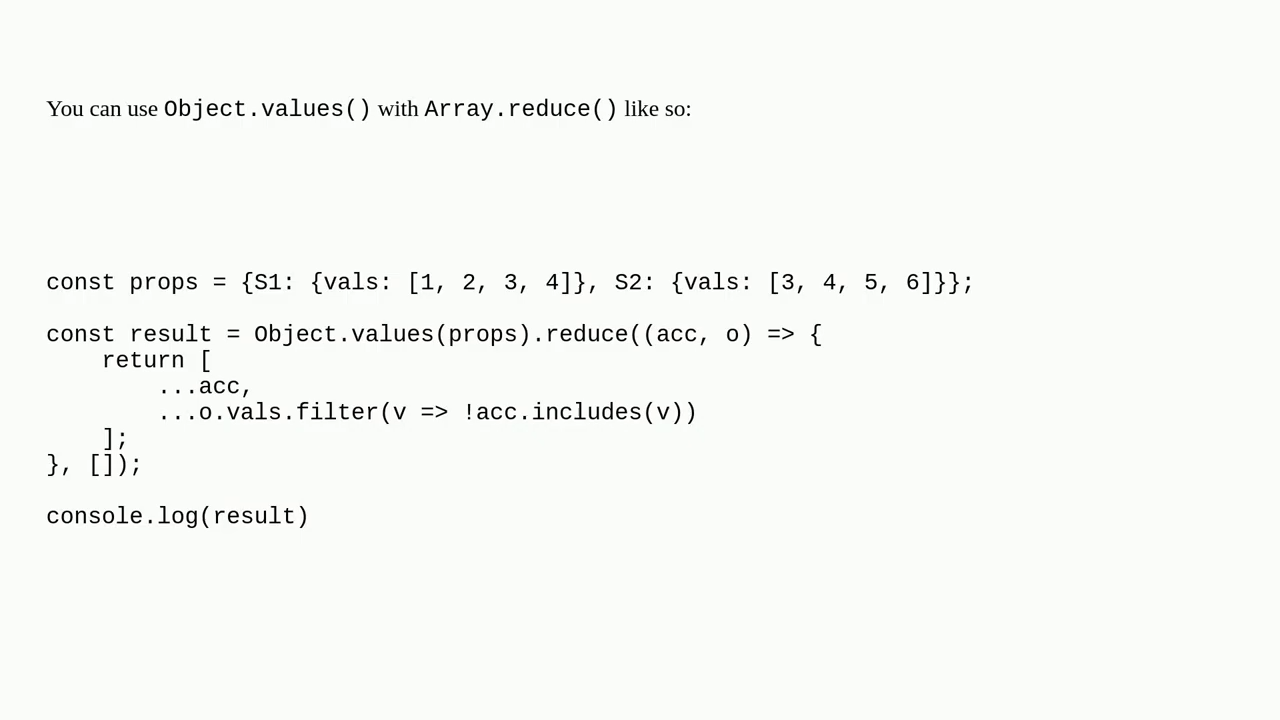 You can use Object.values() with Array.reduce() like so:
const props = {S1: {vals: [1, 2, 3, 4]}, S2: {vals: [3, 4, 5, 6]}};
const result = Object.values(props).reduce((acc, o) => {
    return [
        ...acc,
        ...o.vals.filter(v => !acc.includes(v))
    ];
}, []);
console.log(result)